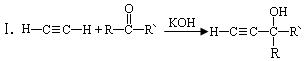 I. H—C≡C—H + R—C(=O)—R` —KOH→ H—C≡C—C(OH)(R)—R`